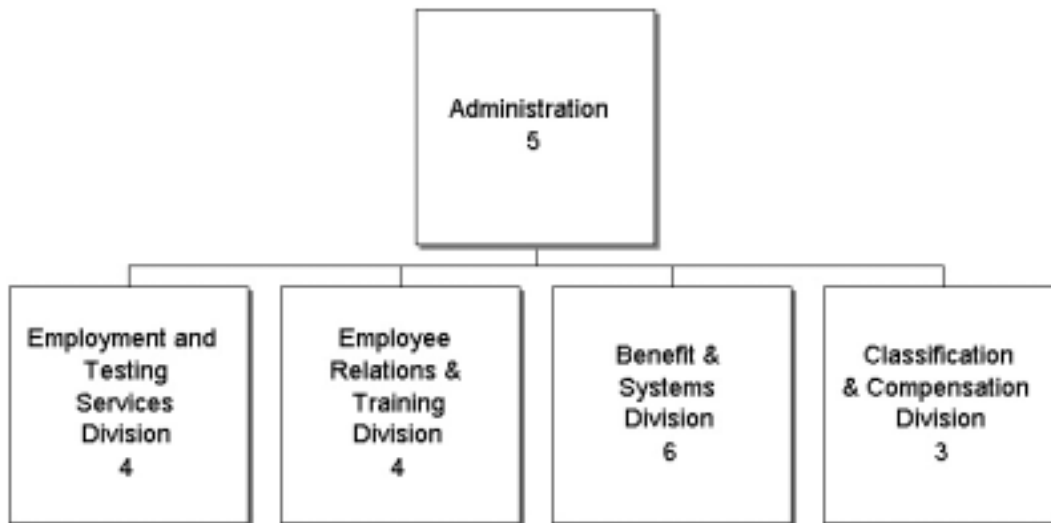 Administration
5
Employment and
Testing
Services
Division
4
Employee
Relations &
Training
Division
4
Benefit &
Systems
Division
6
Classification
& Compensation
Division
3